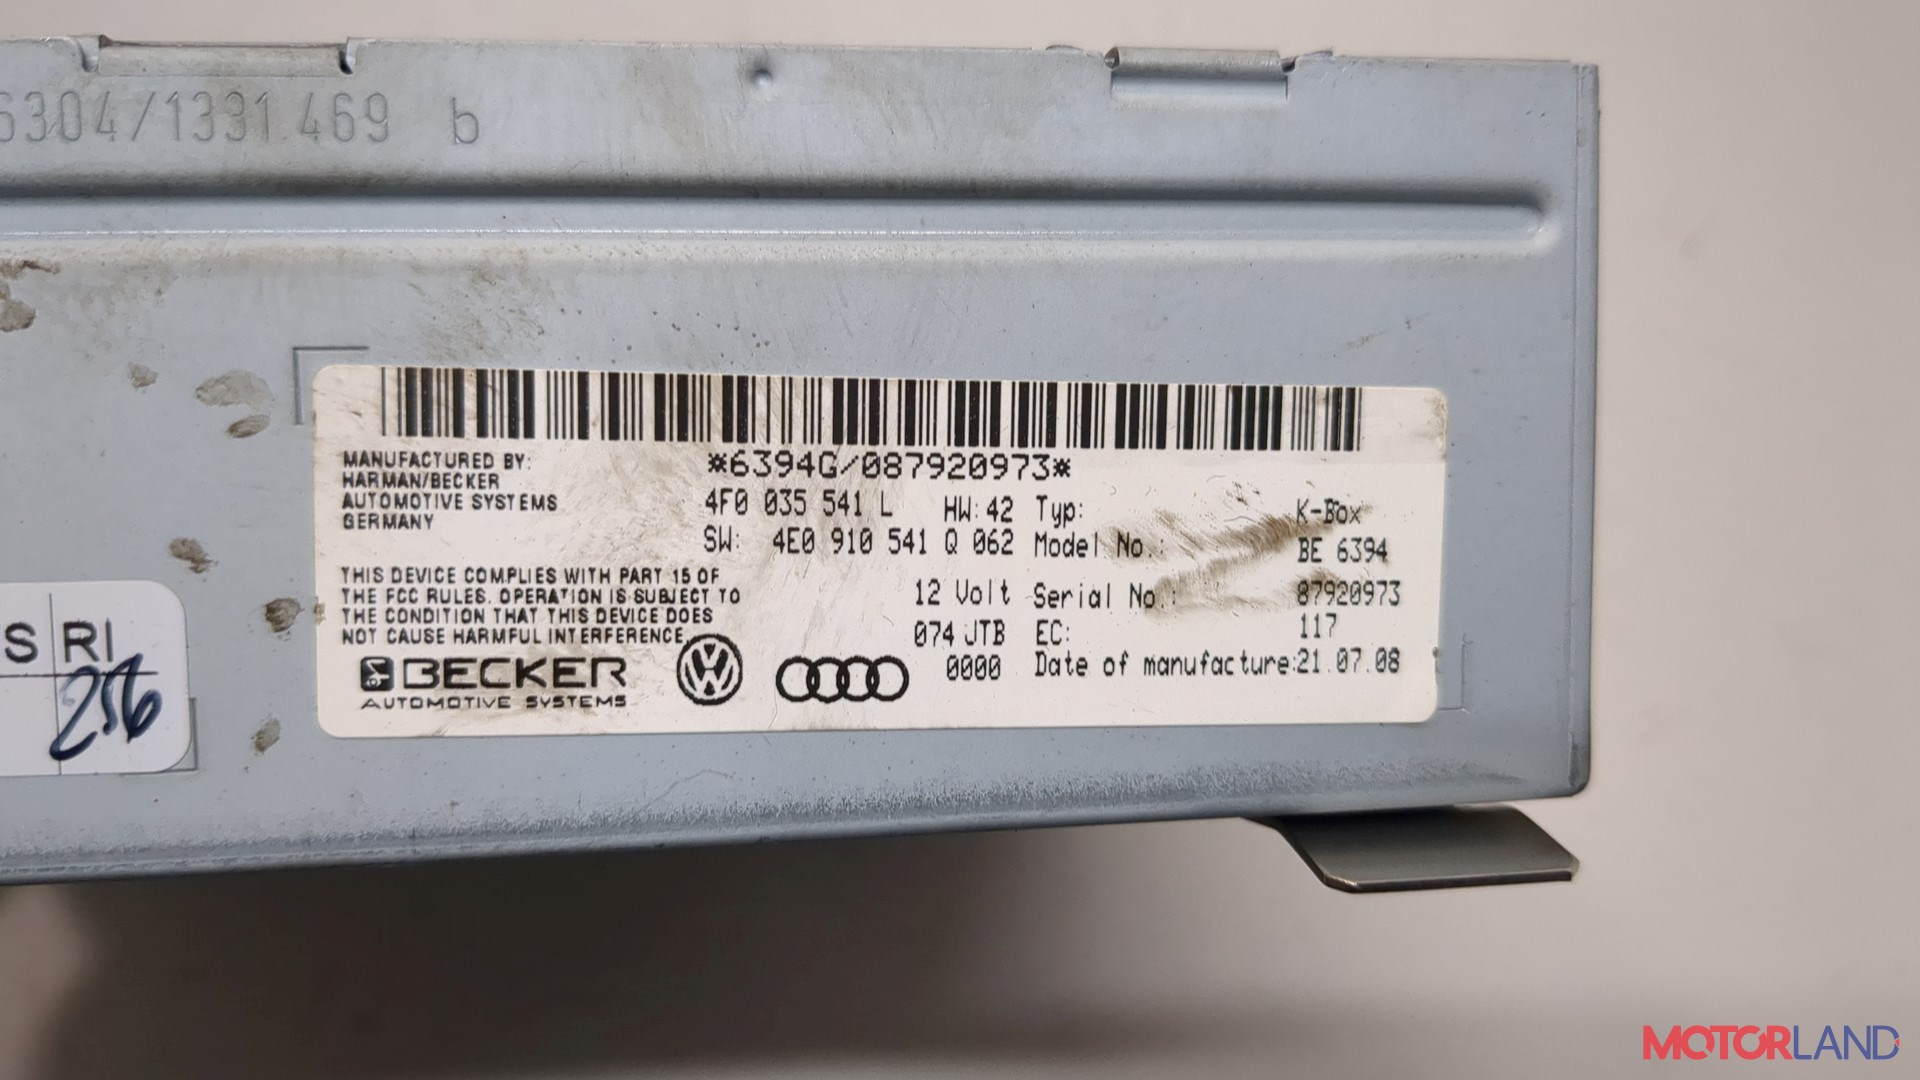 6304/1331.469 b
*6394G/087920973*
MANUFACTURED BY:
HARMAN/BECKER
AUTOMOTIVE SYSTEMS
GERMANY
4F0 035 541 L HW: 42
SW: 4E0 910 541 Q 062
Typ: K-Box
Model No.: BE 6394
THIS DEVICE COMPLIES WITH PART 15 OF
THE FCC RULES. OPERATION IS SUBJECT TO
THE CONDITION THAT THIS DEVICE DOES
NOT CAUSE HARMFUL INTERFERENCE.
12 Volt
074 JTB
0000
Serial No.: 87920973
EC: 117
Date of manufacture: 21.07.08
BECKER
AUTOMOTIVE SYSTEMS
VW
S RI
256
MOTORLAND